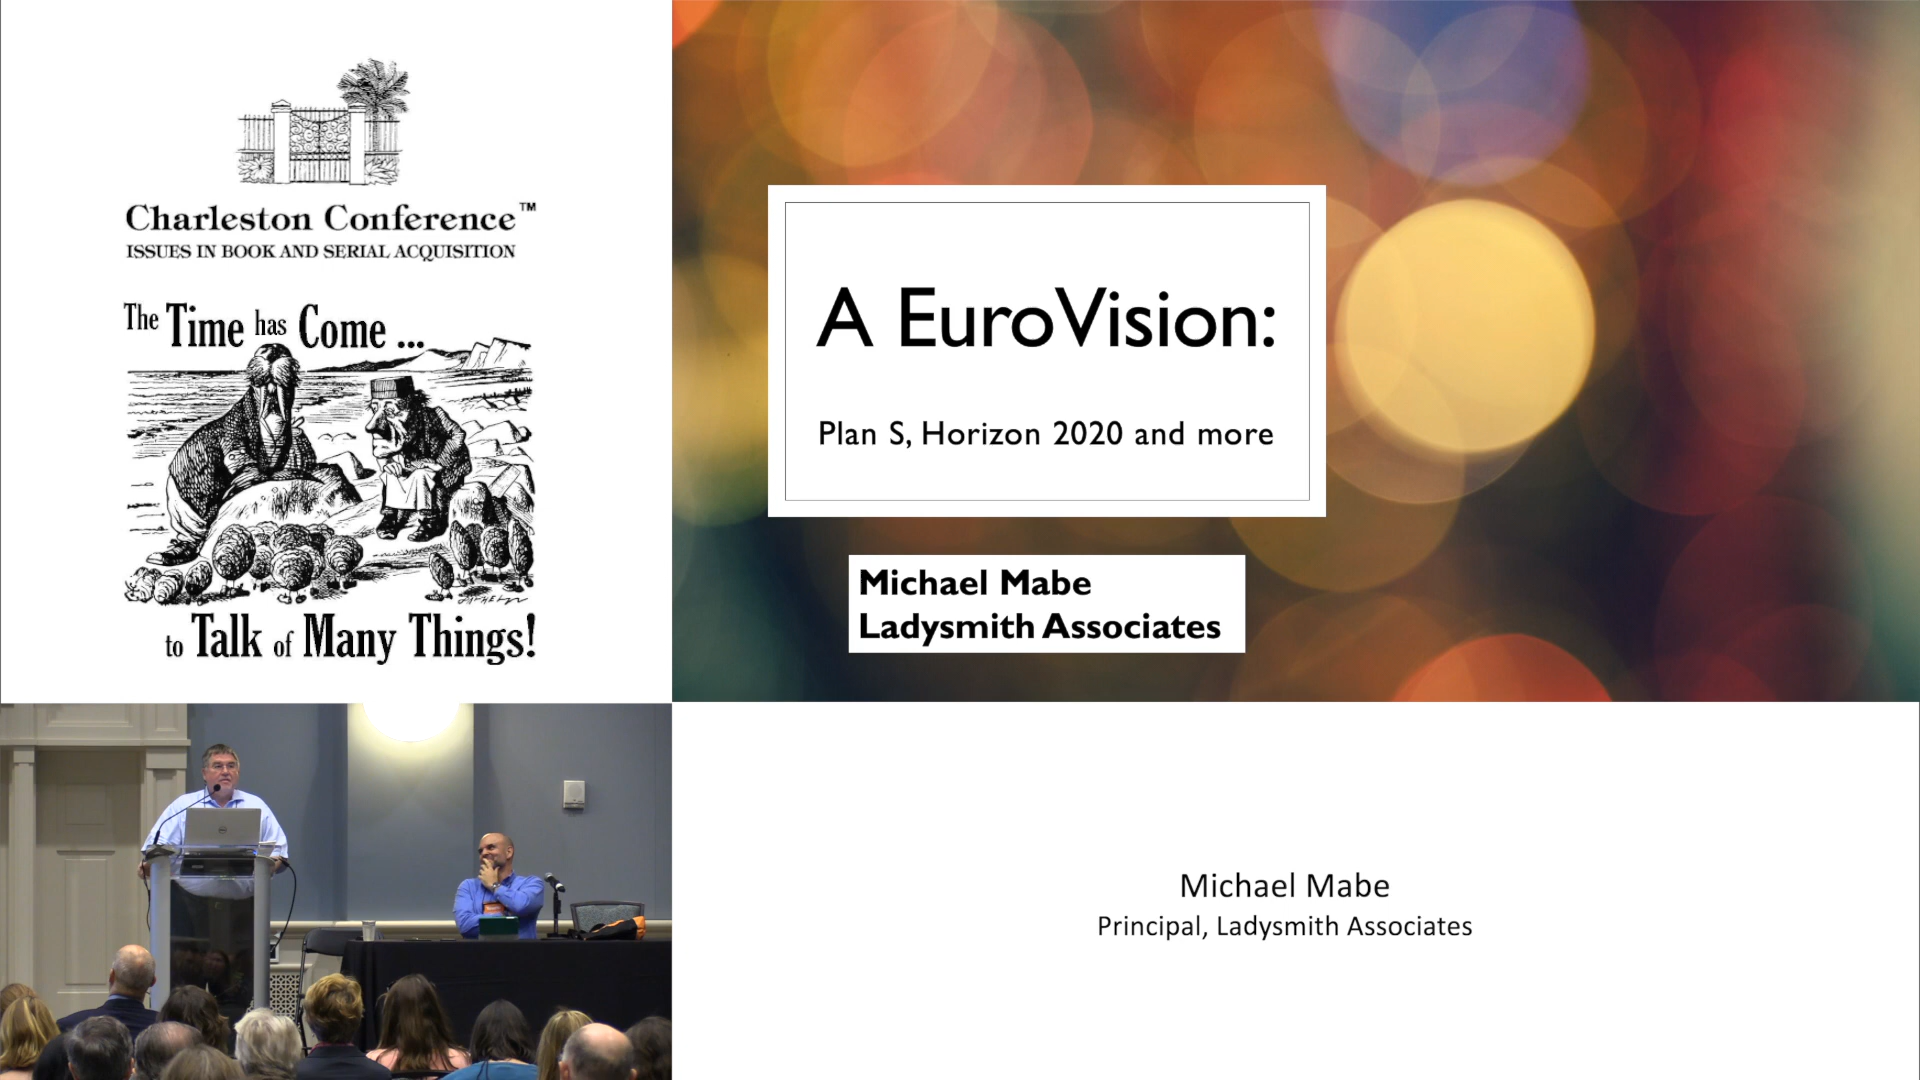 Charleston Conference™
ISSUES IN BOOK AND SERIAL ACQUISITION
The Time has Come ...
to Talk of Many Things!
A EuroVision:
Plan S, Horizon 2020 and more
Michael Mabe
Ladysmith Associates
Michael Mabe
Principal, Ladysmith Associates